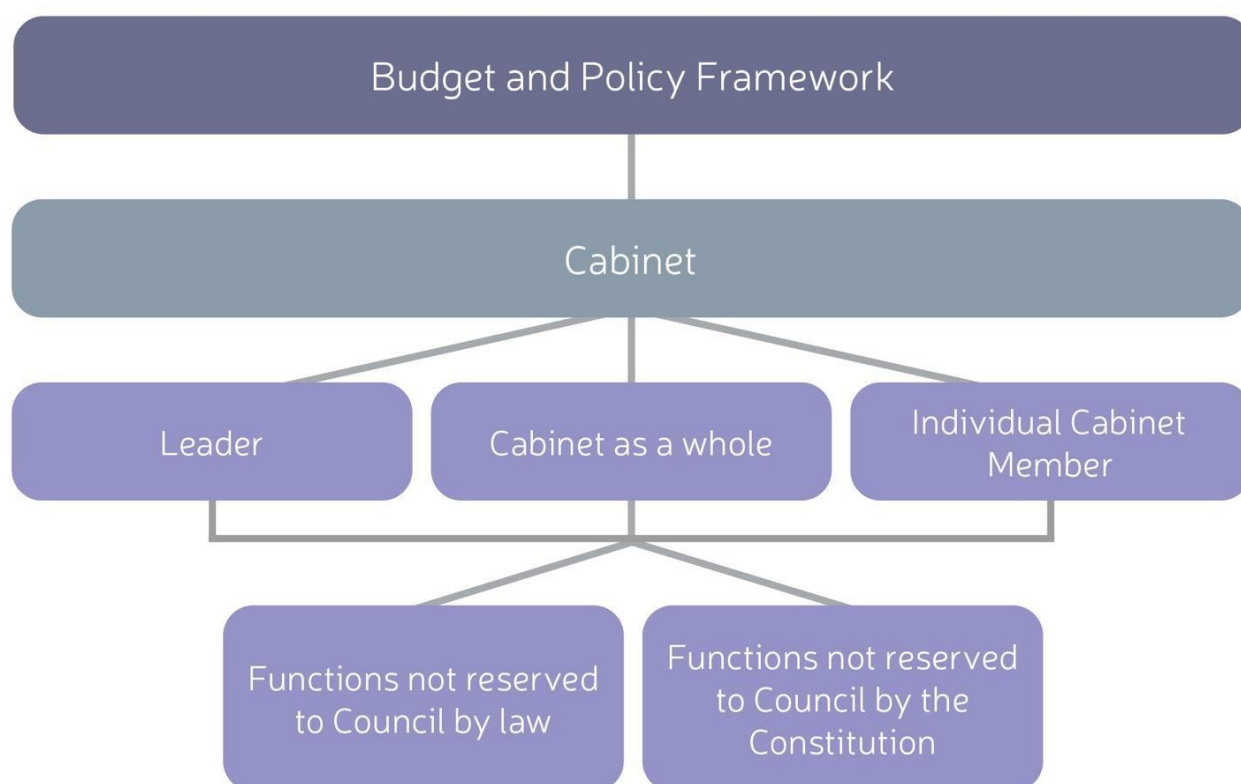 Budget and Policy Framework
Cabinet
Leader
Cabinet as a whole
Individual Cabinet
Member
Functions not reserved
to Council by law
Functions not reserved
to Council by the
Constitution